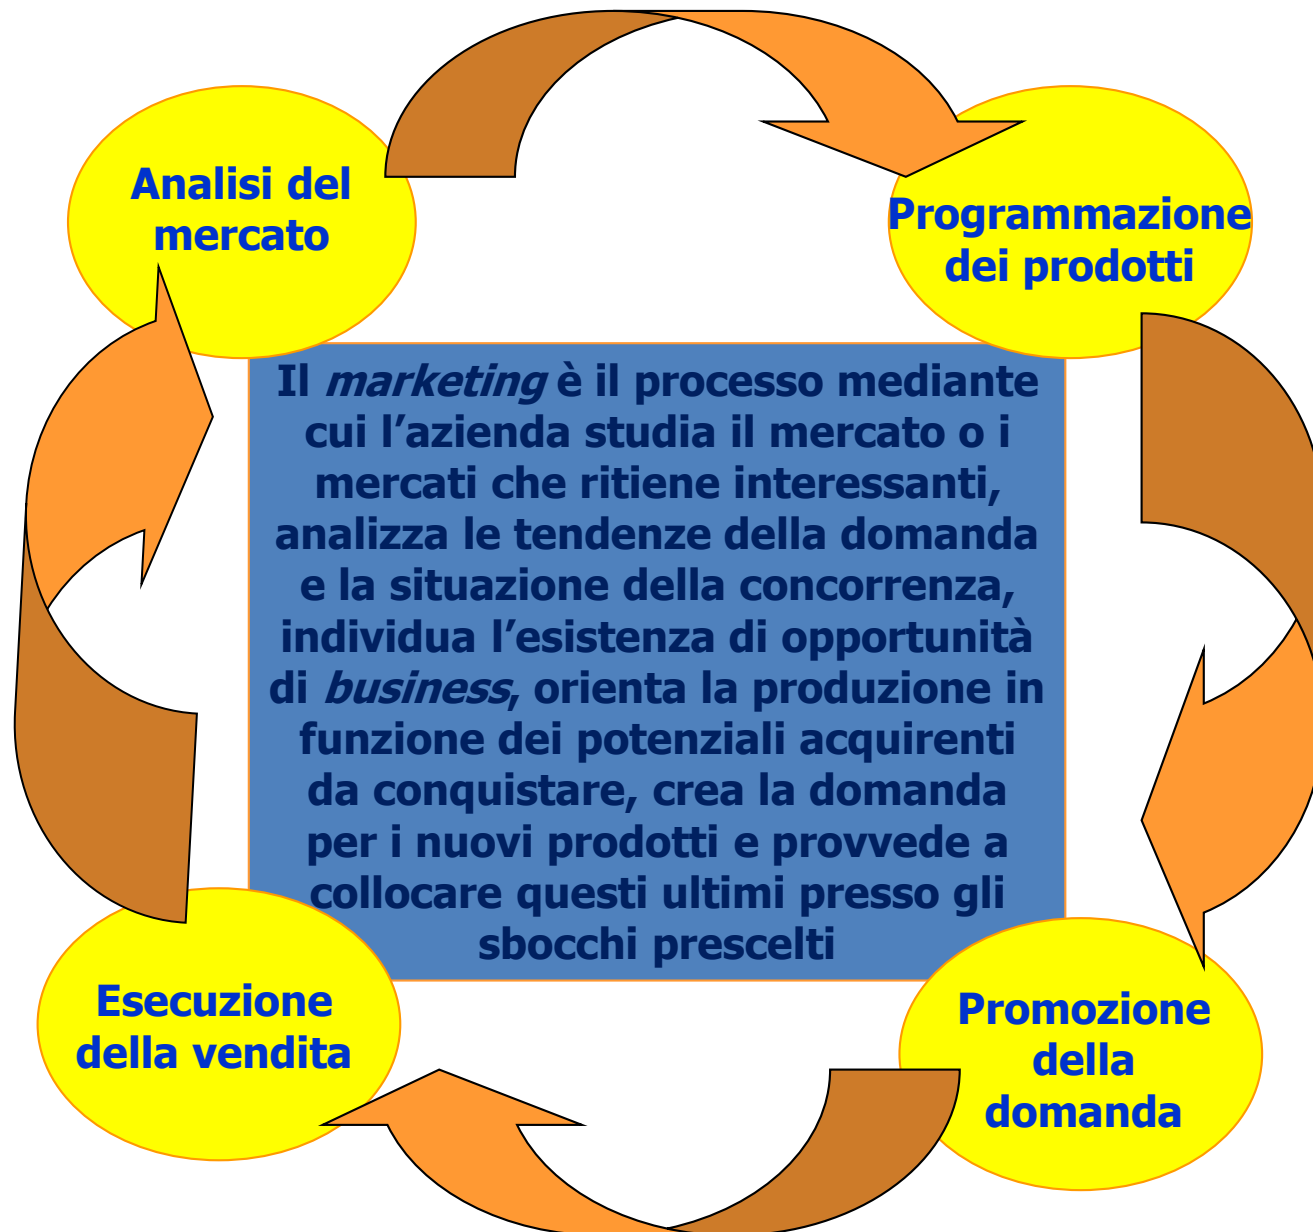 Analisi del
mercato
Programmazione
dei prodotti
Il marketing è il processo mediante
cui l’azienda studia il mercato o i
mercati che ritiene interessanti,
analizza le tendenze della domanda
e la situazione della concorrenza,
individua l’esistenza di opportunità
di business, orienta la produzione in
funzione dei potenziali acquirenti
da conquistare, crea la domanda
per i nuovi prodotti e provvede a
collocare questi ultimi presso gli
sbocchi prescelti
Esecuzione
della vendita
Promozione
della
domanda